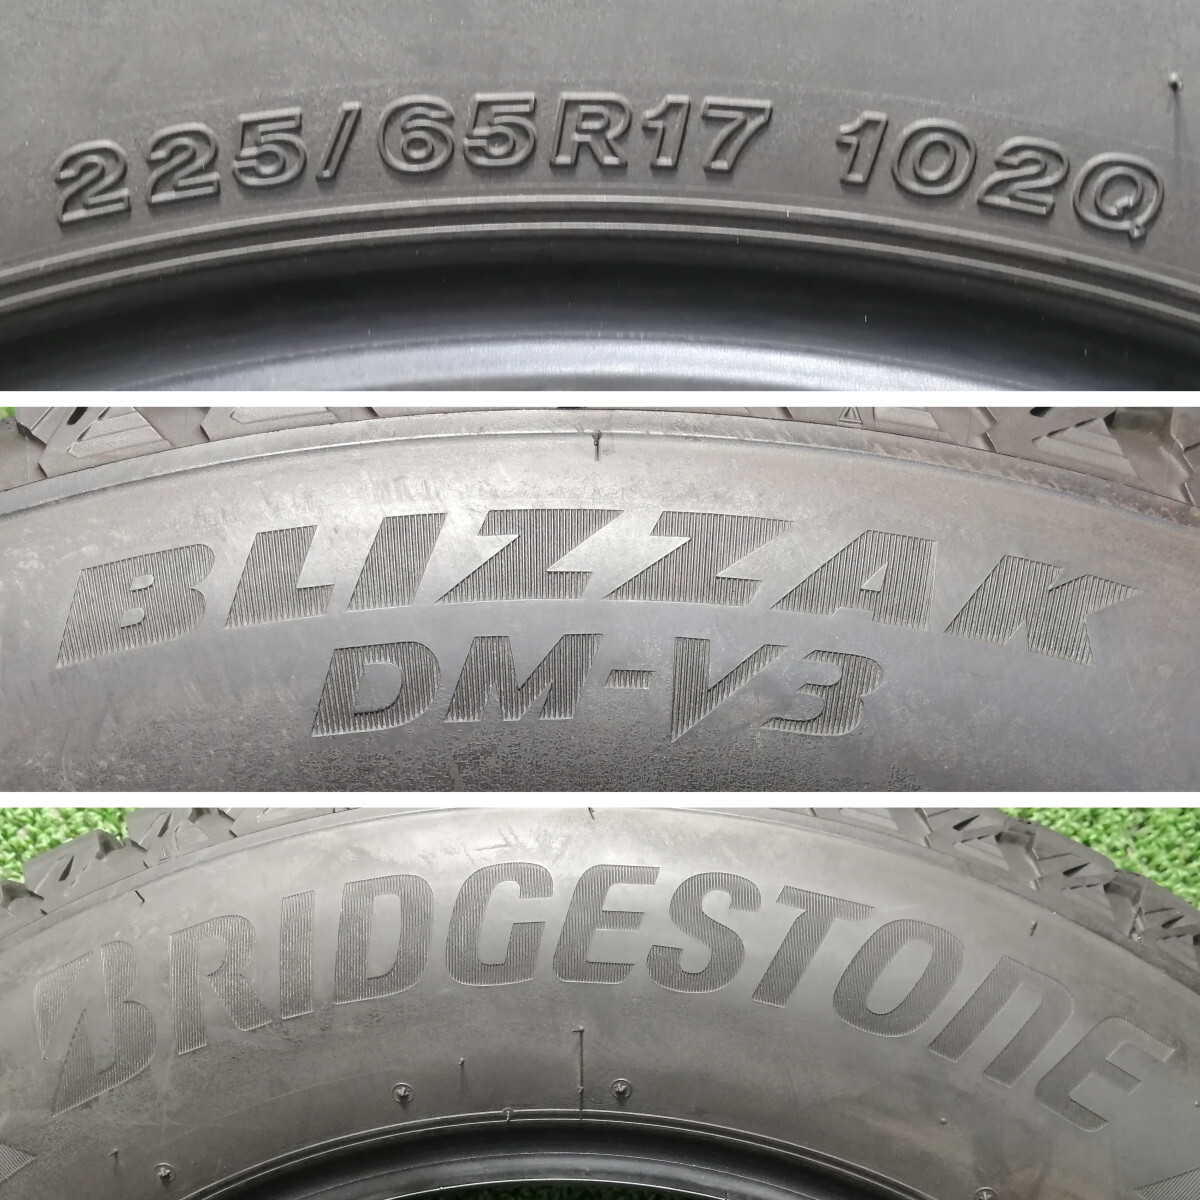 225/65R17 102Q
BLIZZAK
DM-V3
BRIDGESTONE